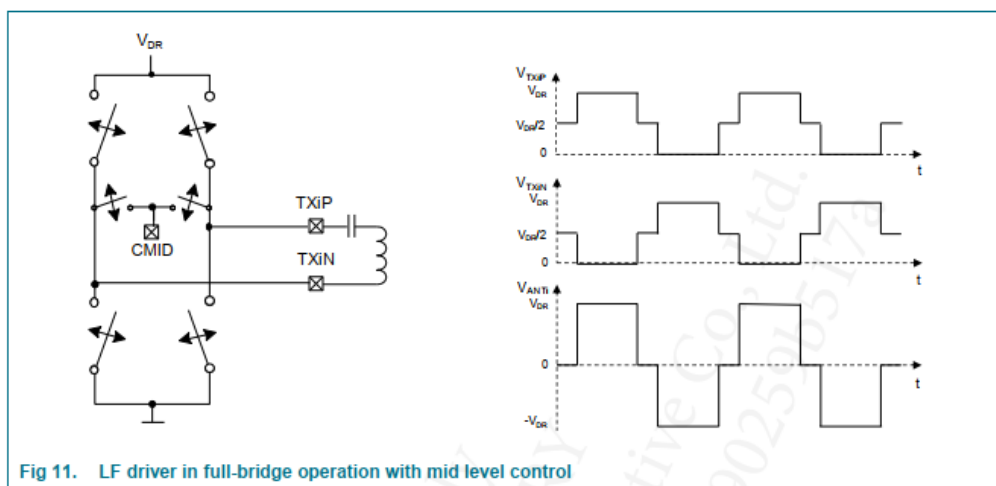 VDR
CMID
TXiP
TXiN
VTXiP
VDR
VDR/2
0
t
VTXiN
VDR
VDR/2
0
t
VANTi
VDR
0
t
-VDR
Fig 11. LF driver in full-bridge operation with mid level control